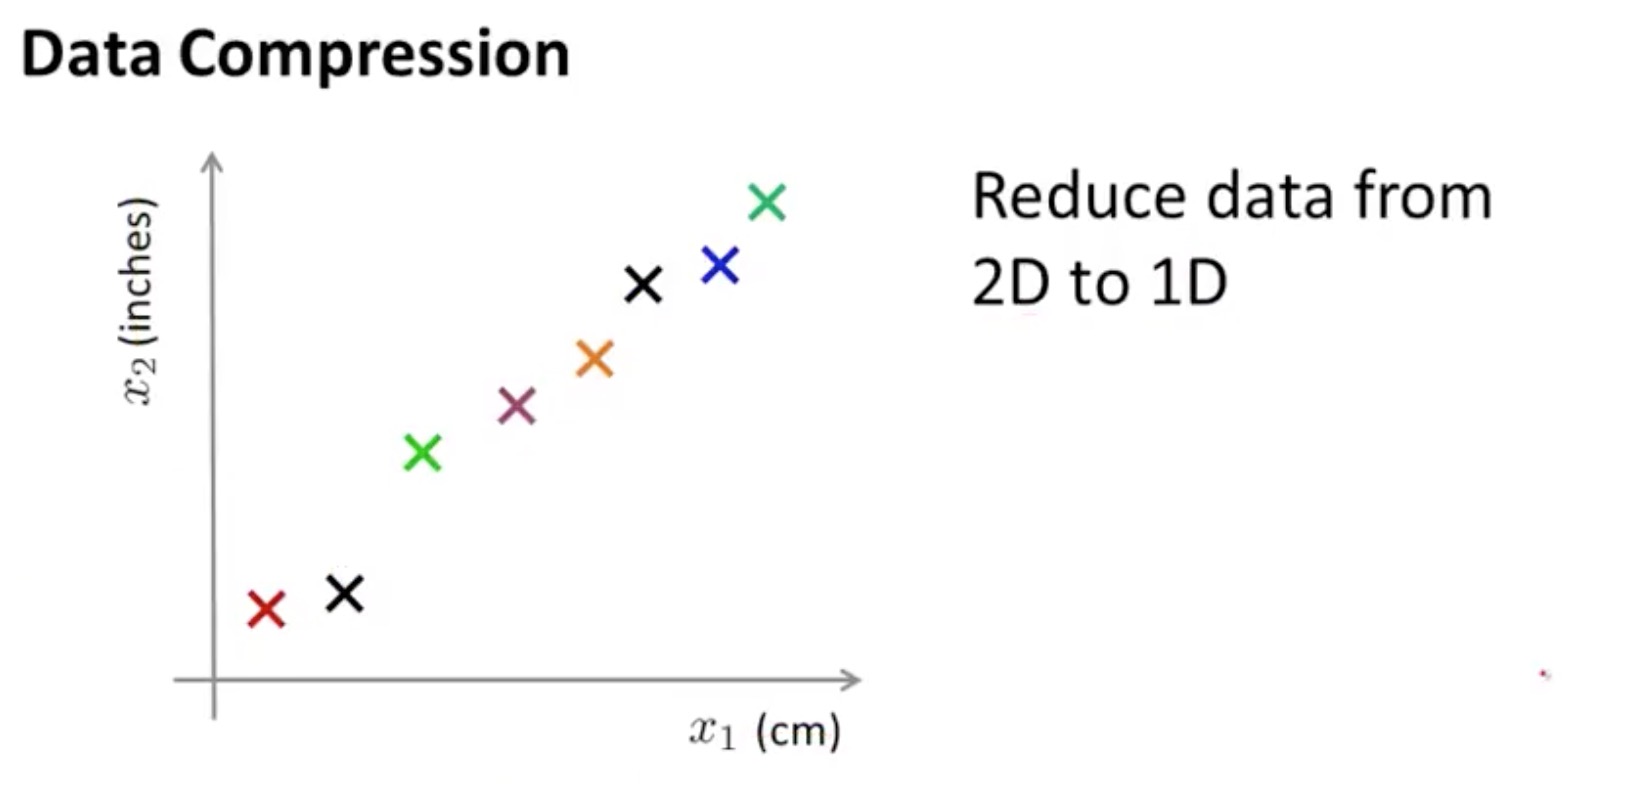 Data Compression
x₂ (inches)
Reduce data from
2D to 1D
x₁ (cm)